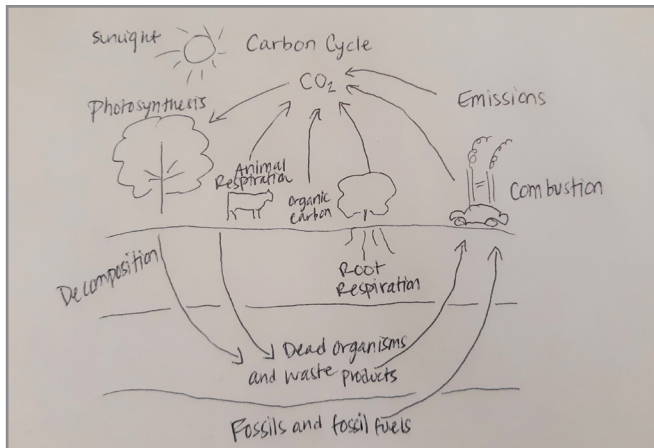 Sunlight
Carbon Cycle
CO2
Photosynthesis
Emissions
Animal
Respiration
Organic
Carbon
Combustion
Decomposition
Root
Respiration
Dead organisms
and waste products
Fossils and fossil fuels